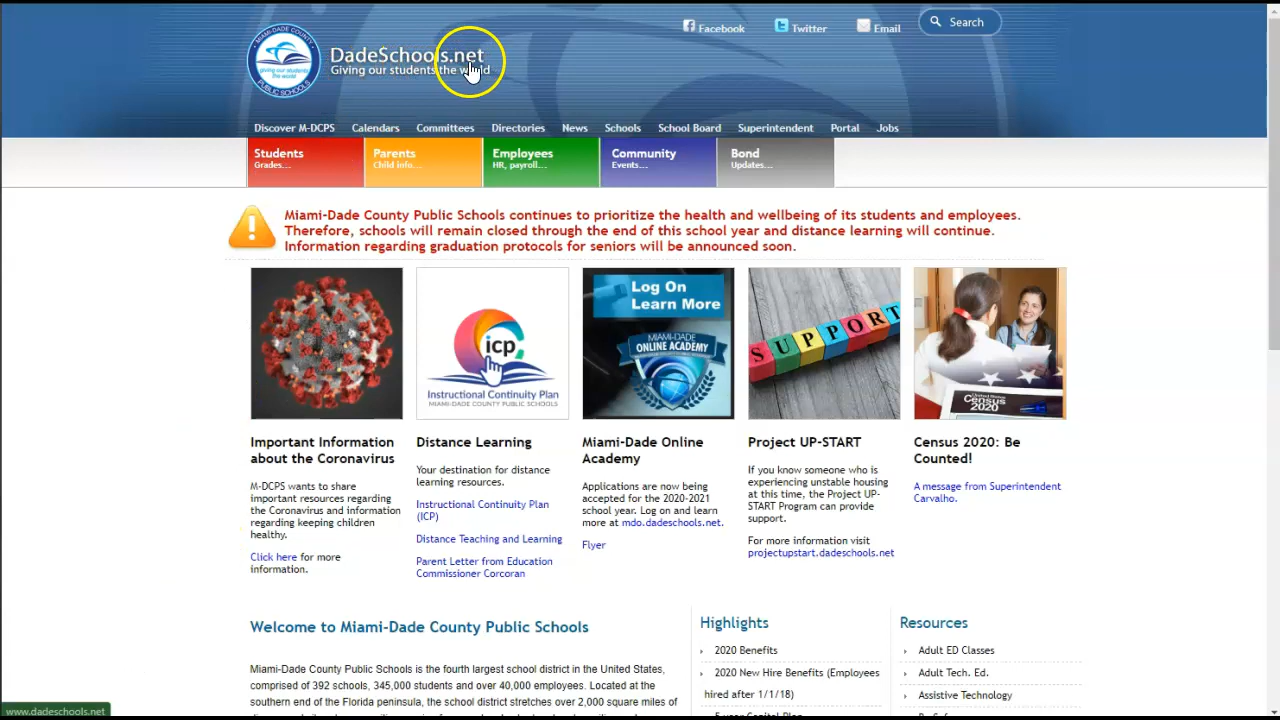 Facebook
Twitter
Email
Search
MIAMI-DADE COUNTY
giving our students
the world
PUBLIC SCHOOLS
DadeSchools.net
Giving our students the world
Discover M-DCPS
Calendars
Committees
Directories
News
Schools
School Board
Superintendent
Portal
Jobs
Students
Grades...
Parents
Child info...
Employees
HR, payroll...
Community
Events...
Bond
Updates...
Miami-Dade County Public Schools continues to prioritize the health and wellbeing of its students and employees.
Therefore, schools will remain closed through the end of this school year and distance learning will continue.
Information regarding graduation protocols for seniors will be announced soon.
icp
Instructional Continuity Plan
MIAMI-DADE COUNTY PUBLIC SCHOOLS
Log On
Learn More
MIAMI-DADE
ONLINE ACADEMY
SUPPORT
United States
Census
2020
Important Information
about the Coronavirus
M-DCPS wants to
share
important resources regarding
the Coronavirus and information
regarding keeping children
healthy.
Click here for more
information.
Distance Learning
Your destination for distance
learning resources.
Instructional Continuity Plan
(ICP)
Distance Teaching and Learning
Parent Letter from Education
Commissioner Corcoran
Miami-Dade Online
Academy
Applications are now being
accepted for the 2020-2021
school year. Log on and learn
more at mdo.dadeschools.net.
Flyer
Project UP-START
If you know someone who is
experiencing unstable housing
at this time, the Project UP-
START Program can provide
support.
For more information visit
projectupstart.dadeschools.net
Census 2020: Be
Counted!
A message from Superintendent
Carvalho.
Welcome to Miami-Dade County Public Schools
Miami-Dade County Public Schools is the fourth largest school district in the United States,
comprised of 392 schools, 345,000 students and over 40,000 employees. Located at the
southern end of the Florida peninsula, the school district stretches over 2,000 square miles of
Highlights
2020 Benefits
2020 New Hire Benefits (Employees
hired after 1/1/18)
Resources
Adult ED Classes
Adult Tech. Ed.
Assistive Technology
www.dadeschools.net